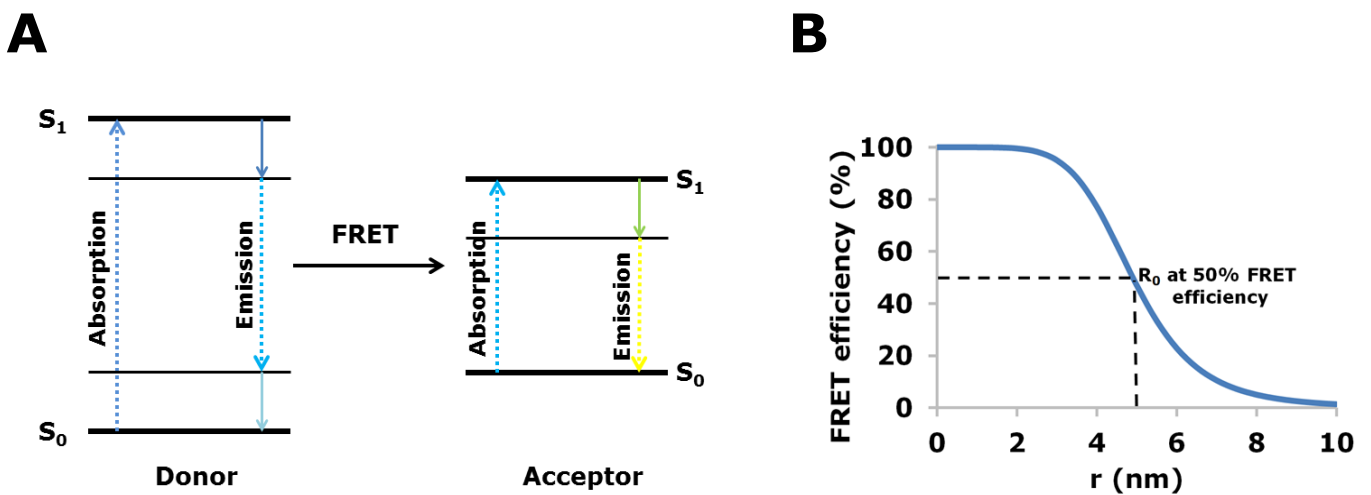 A
S₁
Absorption
Emission
S₀
Donor
FRET
S₁
Absorption
Emission
S₀
Acceptor
B
FRET efficiency (%)
100
80
60
40
20
0
R₀ at 50% FRET
efficiency
0 2 4 6 8 10
r (nm)